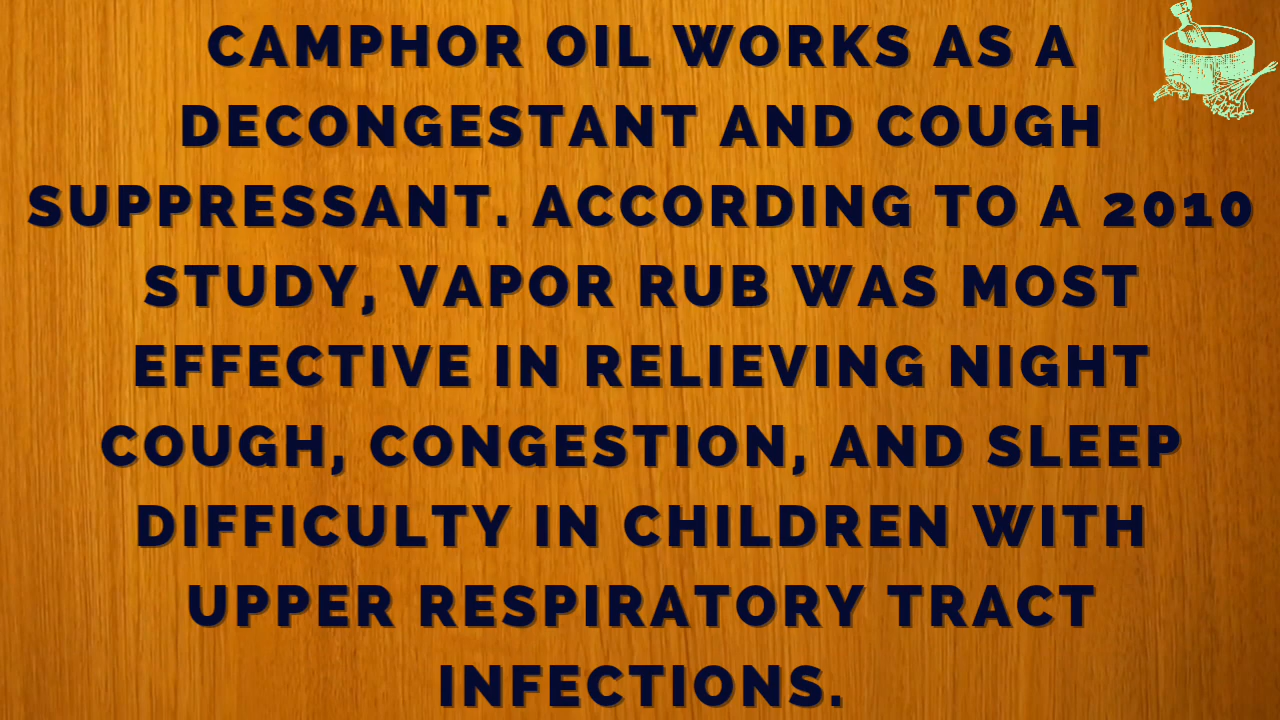 CAMPHOR OIL WORKS AS A
DECONGESTANT AND COUGH
SUPPRESSANT. ACCORDING TO A 2010
STUDY, VAPOR RUB WAS MOST
EFFECTIVE IN RELIEVING NIGHT
COUGH, CONGESTION, AND SLEEP
DIFFICULTY IN CHILDREN WITH
UPPER RESPIRATORY TRACT
INFECTIONS.